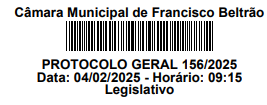 Câmara Municipal de Francisco Beltrão
PROTOCOLO GERAL 156/2025
Data: 04/02/2025 - Horário: 09:15
Legislativo